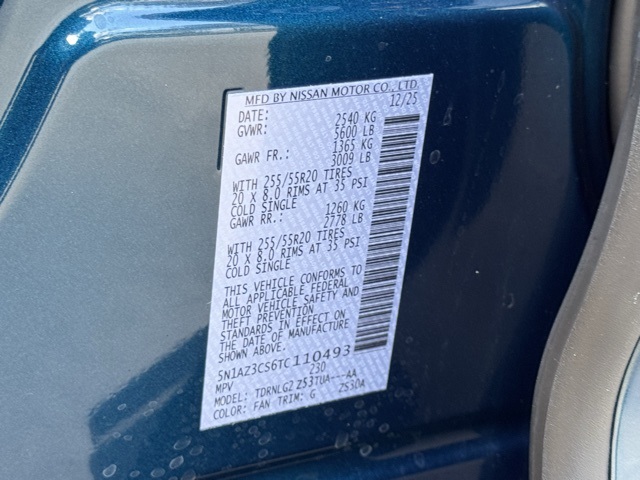 MFD BY NISSAN MOTOR CO., LTD.
DATE: 12/25
GVWR: 2540 KG
5600 LB
GAWR FR.: 1365 KG
3009 LB
WITH 255/55R20 TIRES
20 X 8.0 RIMS AT 35 PSI
COLD SINGLE
GAWR RR.: 1260 KG
2778 LB
WITH 255/55R20 TIRES
20 X 8.0 RIMS AT 35 PSI
COLD SINGLE
THIS VEHICLE CONFORMS TO
ALL APPLICABLE FEDERAL
MOTOR VEHICLE SAFETY AND
THEFT PREVENTION
STANDARDS IN EFFECT ON
THE DATE OF MANUFACTURE
SHOWN ABOVE.
5N1AZ3CS6TC110493
MPV 230
MODEL: TDRNLG2 Z53TUA---AA
COLOR: FAN TRIM: G ZS30A